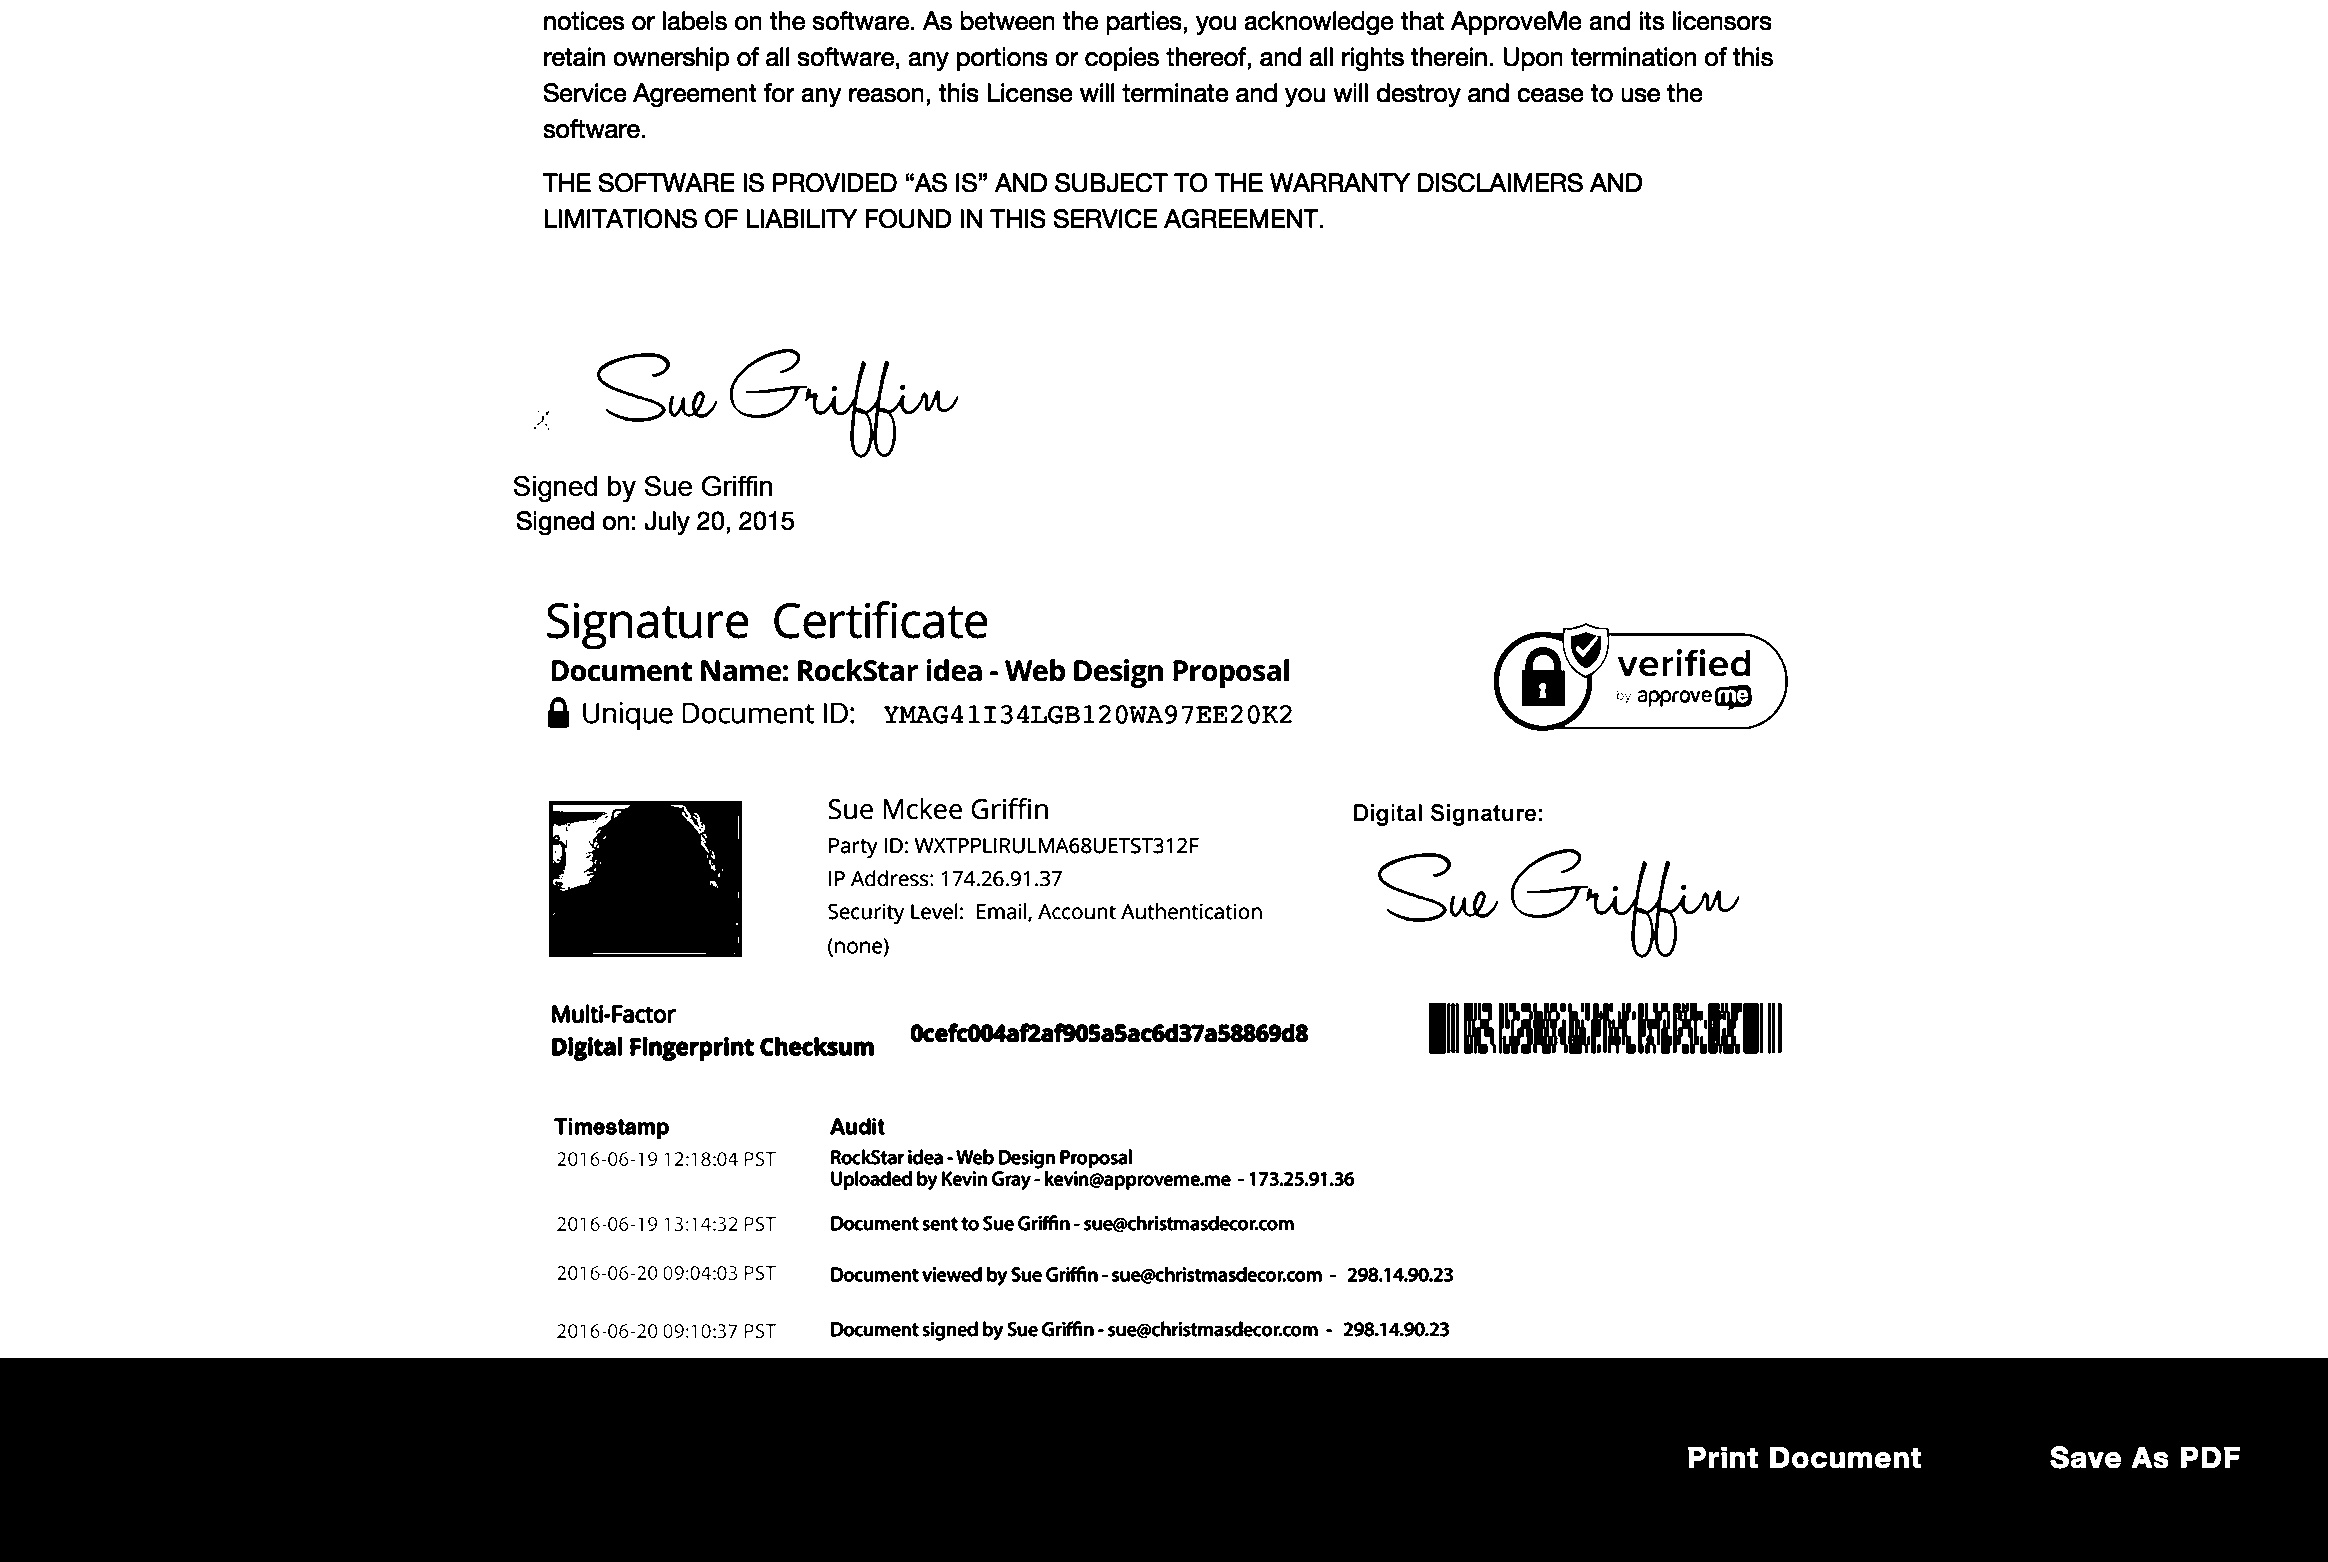 notices or labels on the software. As between the parties, you acknowledge that ApproveMe and its licensors
retain ownership of all software, any portions or copies thereof, and all rights therein. Upon termination of this
Service Agreement for any reason, this License will terminate and you will destroy and cease to use the
software.
THE SOFTWARE IS PROVIDED “AS IS” AND SUBJECT TO THE WARRANTY DISCLAIMERS AND
LIMITATIONS OF LIABILITY FOUND IN THIS SERVICE AGREEMENT.
x Sue Griffin
Signed by Sue Griffin
Signed on: July 20, 2015
Signature Certificate
Document Name: RockStar idea - Web Design Proposal
Unique Document ID: YMAG41I34LGB120WA97EE20K2
verified
by approve me
Sue Mckee Griffin
Party ID: WXTPPLIRULMA68UETST312F
IP Address: 174.26.91.37
Security Level: Email, Account Authentication
(none)
Digital Signature:
Sue Griffin
Multi-Factor
Digital Fingerprint Checksum
0cefc004af2af905a5ac6d37a58869d8
Timestamp Audit
2016-06-19 12:18:04 PST RockStar idea - Web Design Proposal
Uploaded by Kevin Gray - kevin@approveme.me - 173.25.91.36
2016-06-19 13:14:32 PST Document sent to Sue Griffin - sue@christmasdecor.com
2016-06-20 09:04:03 PST Document viewed by Sue Griffin - sue@christmasdecor.com - 298.14.90.23
2016-06-20 09:10:37 PST Document signed by Sue Griffin - sue@christmasdecor.com - 298.14.90.23
Print Document Save As PDF